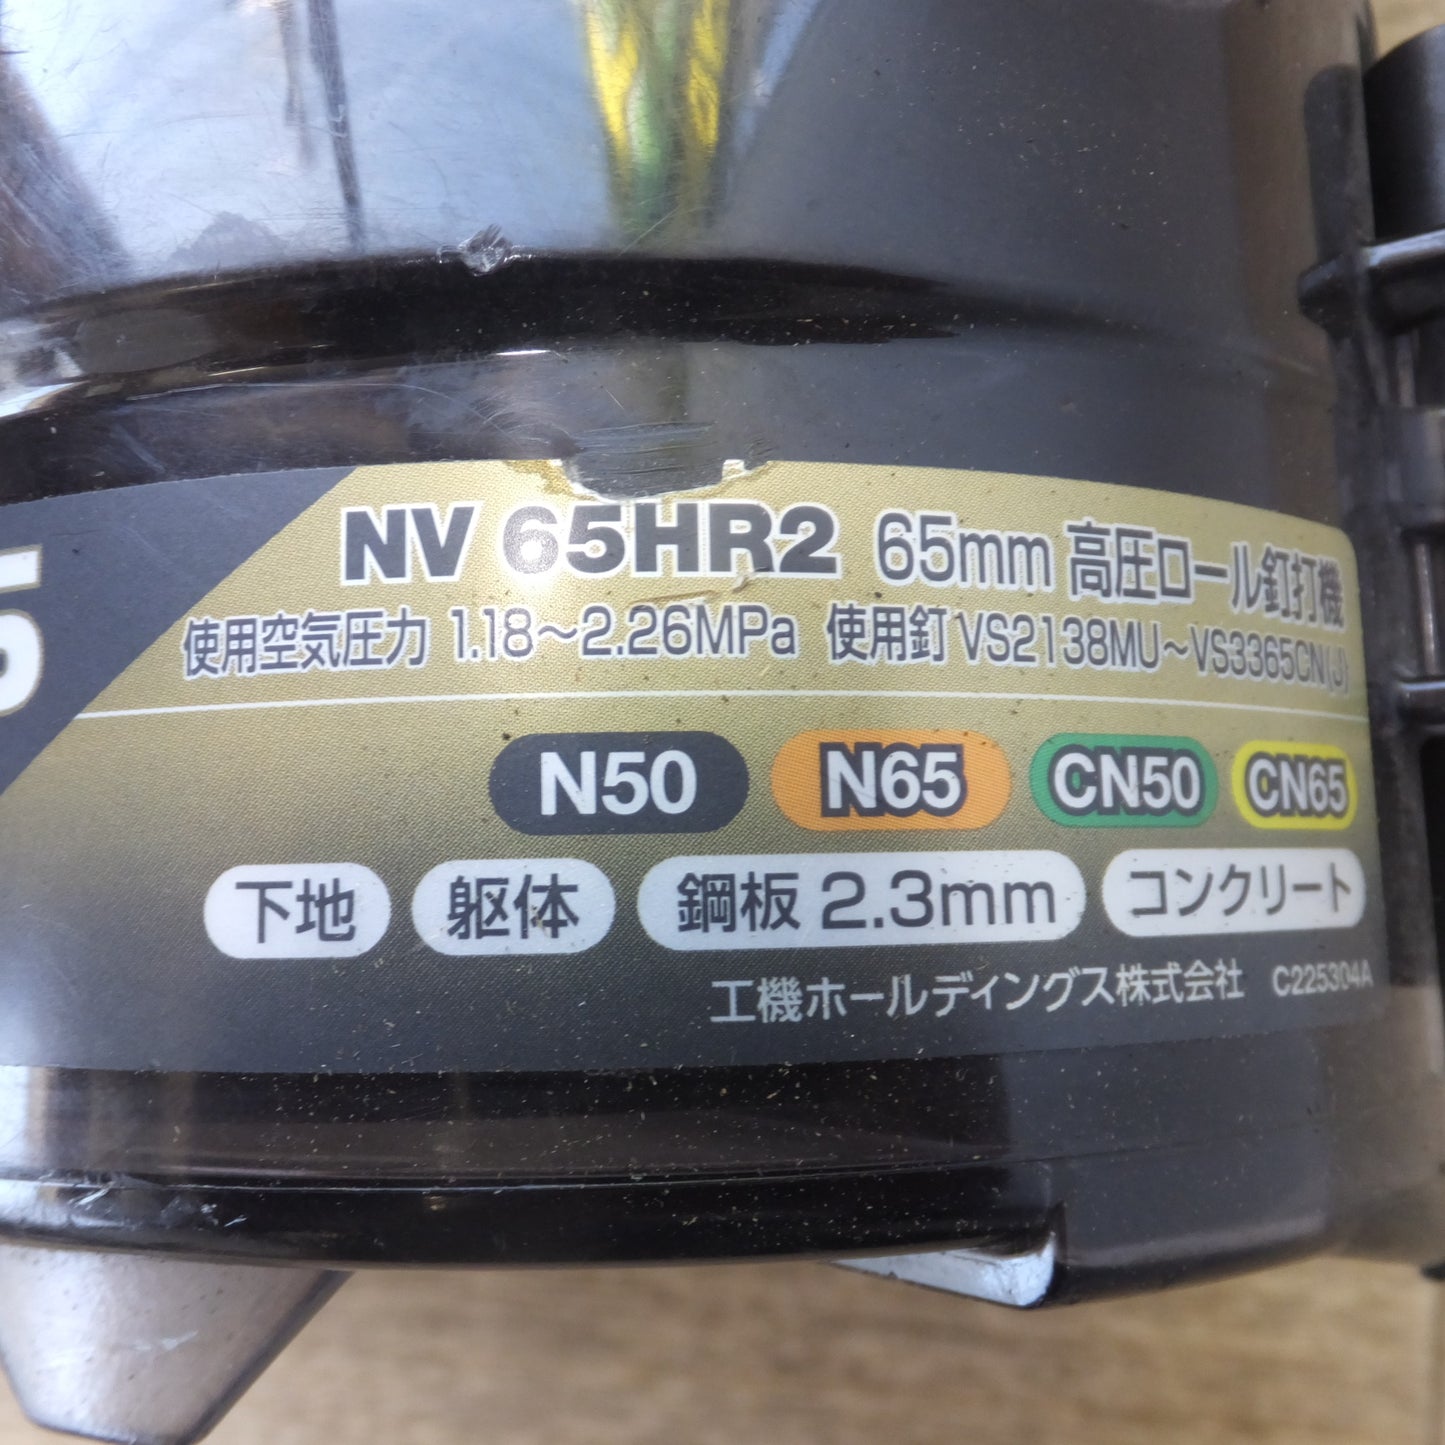 NV 65HR2 65mm 高圧ロール釘打機
使用空気圧力 1.18～2.26MPa 使用釘 VS2138MU～VS3365CN(J)
N50 N65 CN50 CN65
下地 躯体 鋼板 2.3mm コンクリート
工機ホールディングス株式会社 C225304A